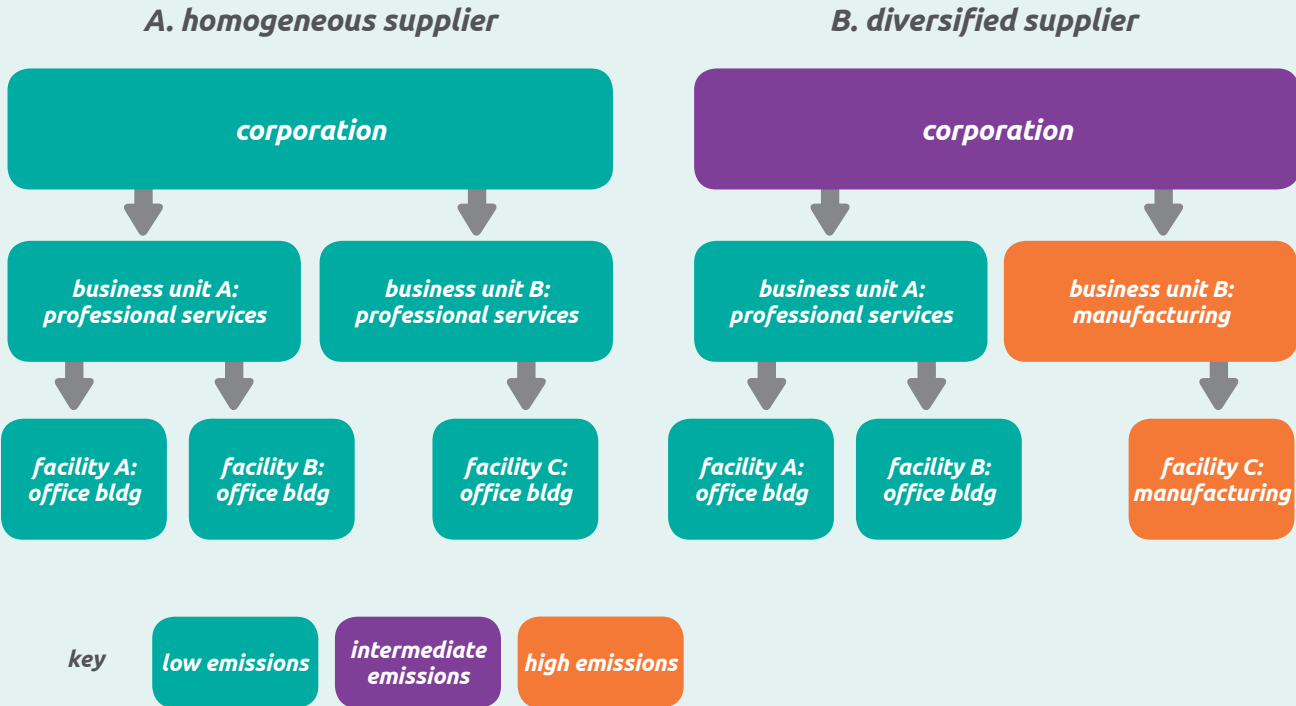 A. homogeneous supplier
corporation
business unit A:
professional services
business unit B:
professional services
facility A:
office bldg
facility B:
office bldg
facility C:
office bldg
B. diversified supplier
corporation
business unit A:
professional services
business unit B:
manufacturing
facility A:
office bldg
facility B:
office bldg
facility C:
manufacturing
key
low emissions
intermediate
emissions
high emissions